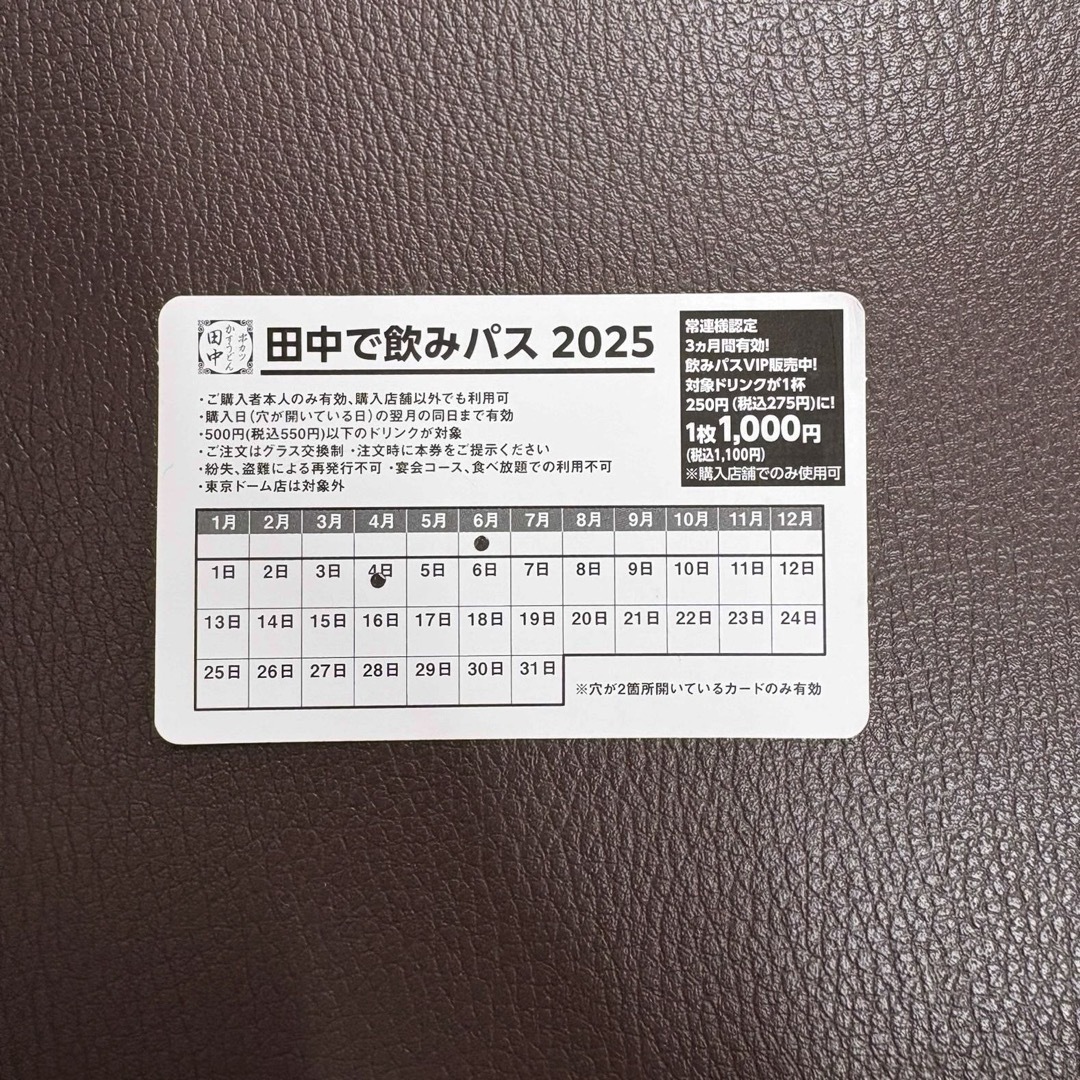 串カツ
かすうどん
田中
田中で飲みパス 2025
・ご購入者本人のみ有効、購入店舗以外でも利用可
・購入日(穴が開いている日)の翌月の同日まで有効
・500円(税込550円)以下のドリンクが対象
・ご注文はグラス交換制 ・注文時に本券をご提示ください
・紛失、盗難による再発行不可 ・宴会コース、食べ放題での利用不可
・東京ドーム店は対象外
常連様認定
3ヵ月間有効!
飲みパスVIP販売中!
対象ドリンクが1杯
250円(税込275円)に!
1枚1,000円
(税込1,100円)
※購入店舗でのみ使用可
1月 2月 3月 4月 5月 6月 7月 8月 9月 10月 11月 12月
1日 2日 3日 4日 5日 6日 7日 8日 9日 10日 11日 12日
13日 14日 15日 16日 17日 18日 19日 20日 21日 22日 23日 24日
25日 26日 27日 28日 29日 30日 31日
※穴が2箇所開いているカードのみ有効